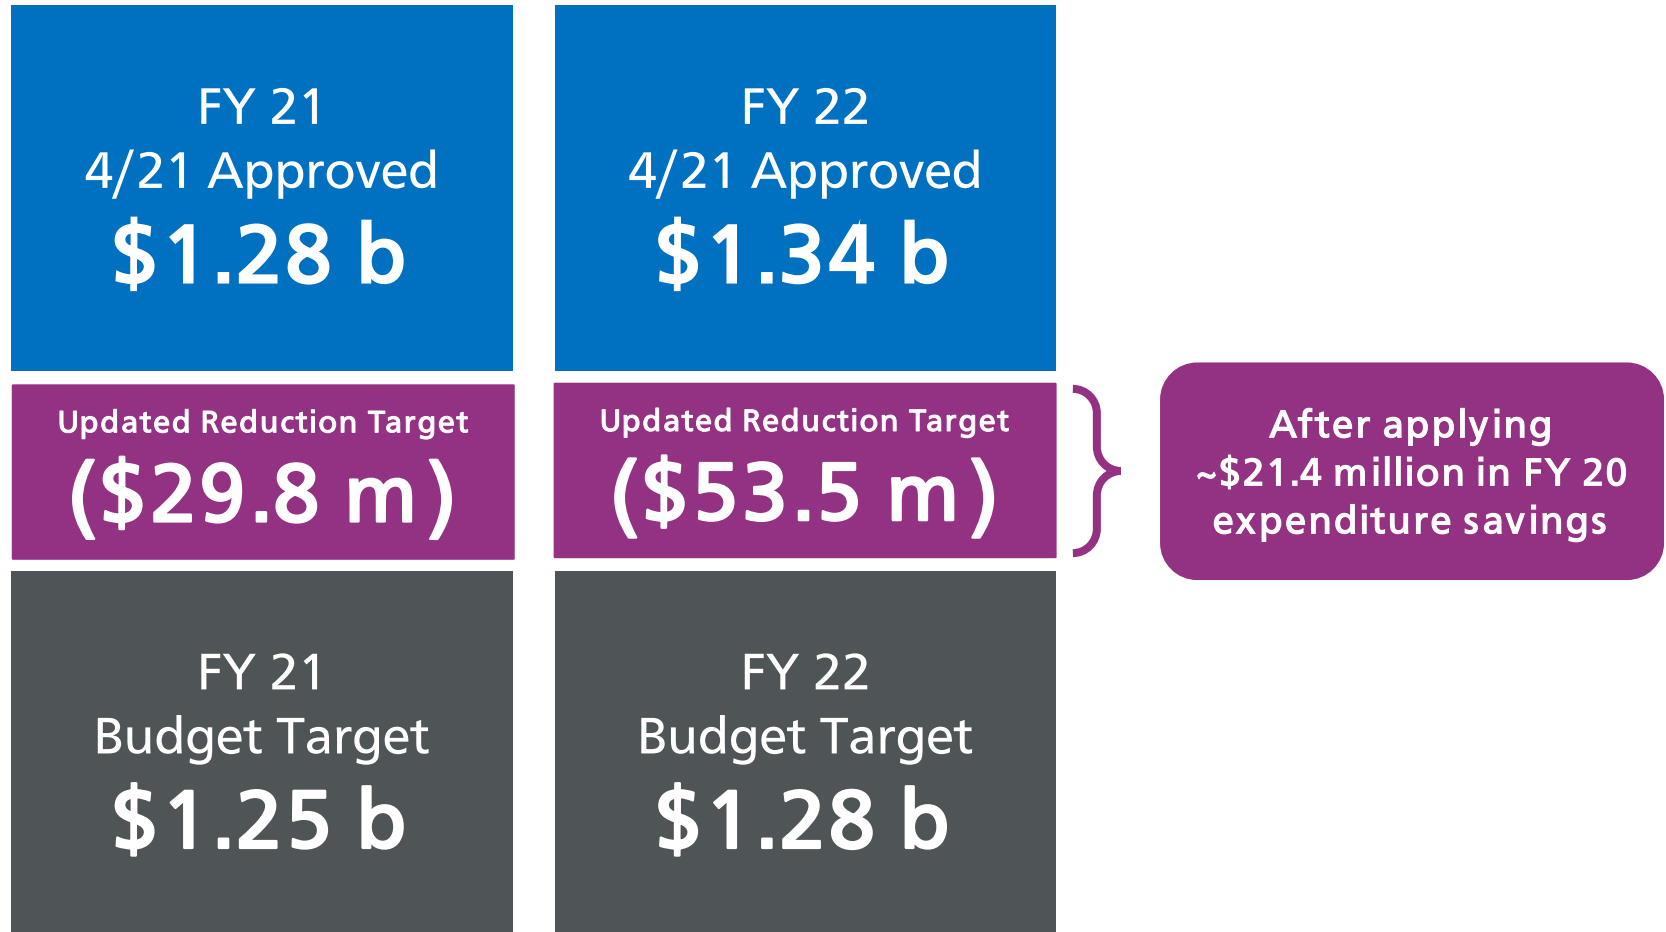 FY 21
4/21 Approved
$1.28 b
FY 22
4/21 Approved
$1.34 b
Updated Reduction Target
($29.8 m)
Updated Reduction Target
($53.5 m)
After applying
~$21.4 million in FY 20
expenditure savings
FY 21
Budget Target
$1.25 b
FY 22
Budget Target
$1.28 b